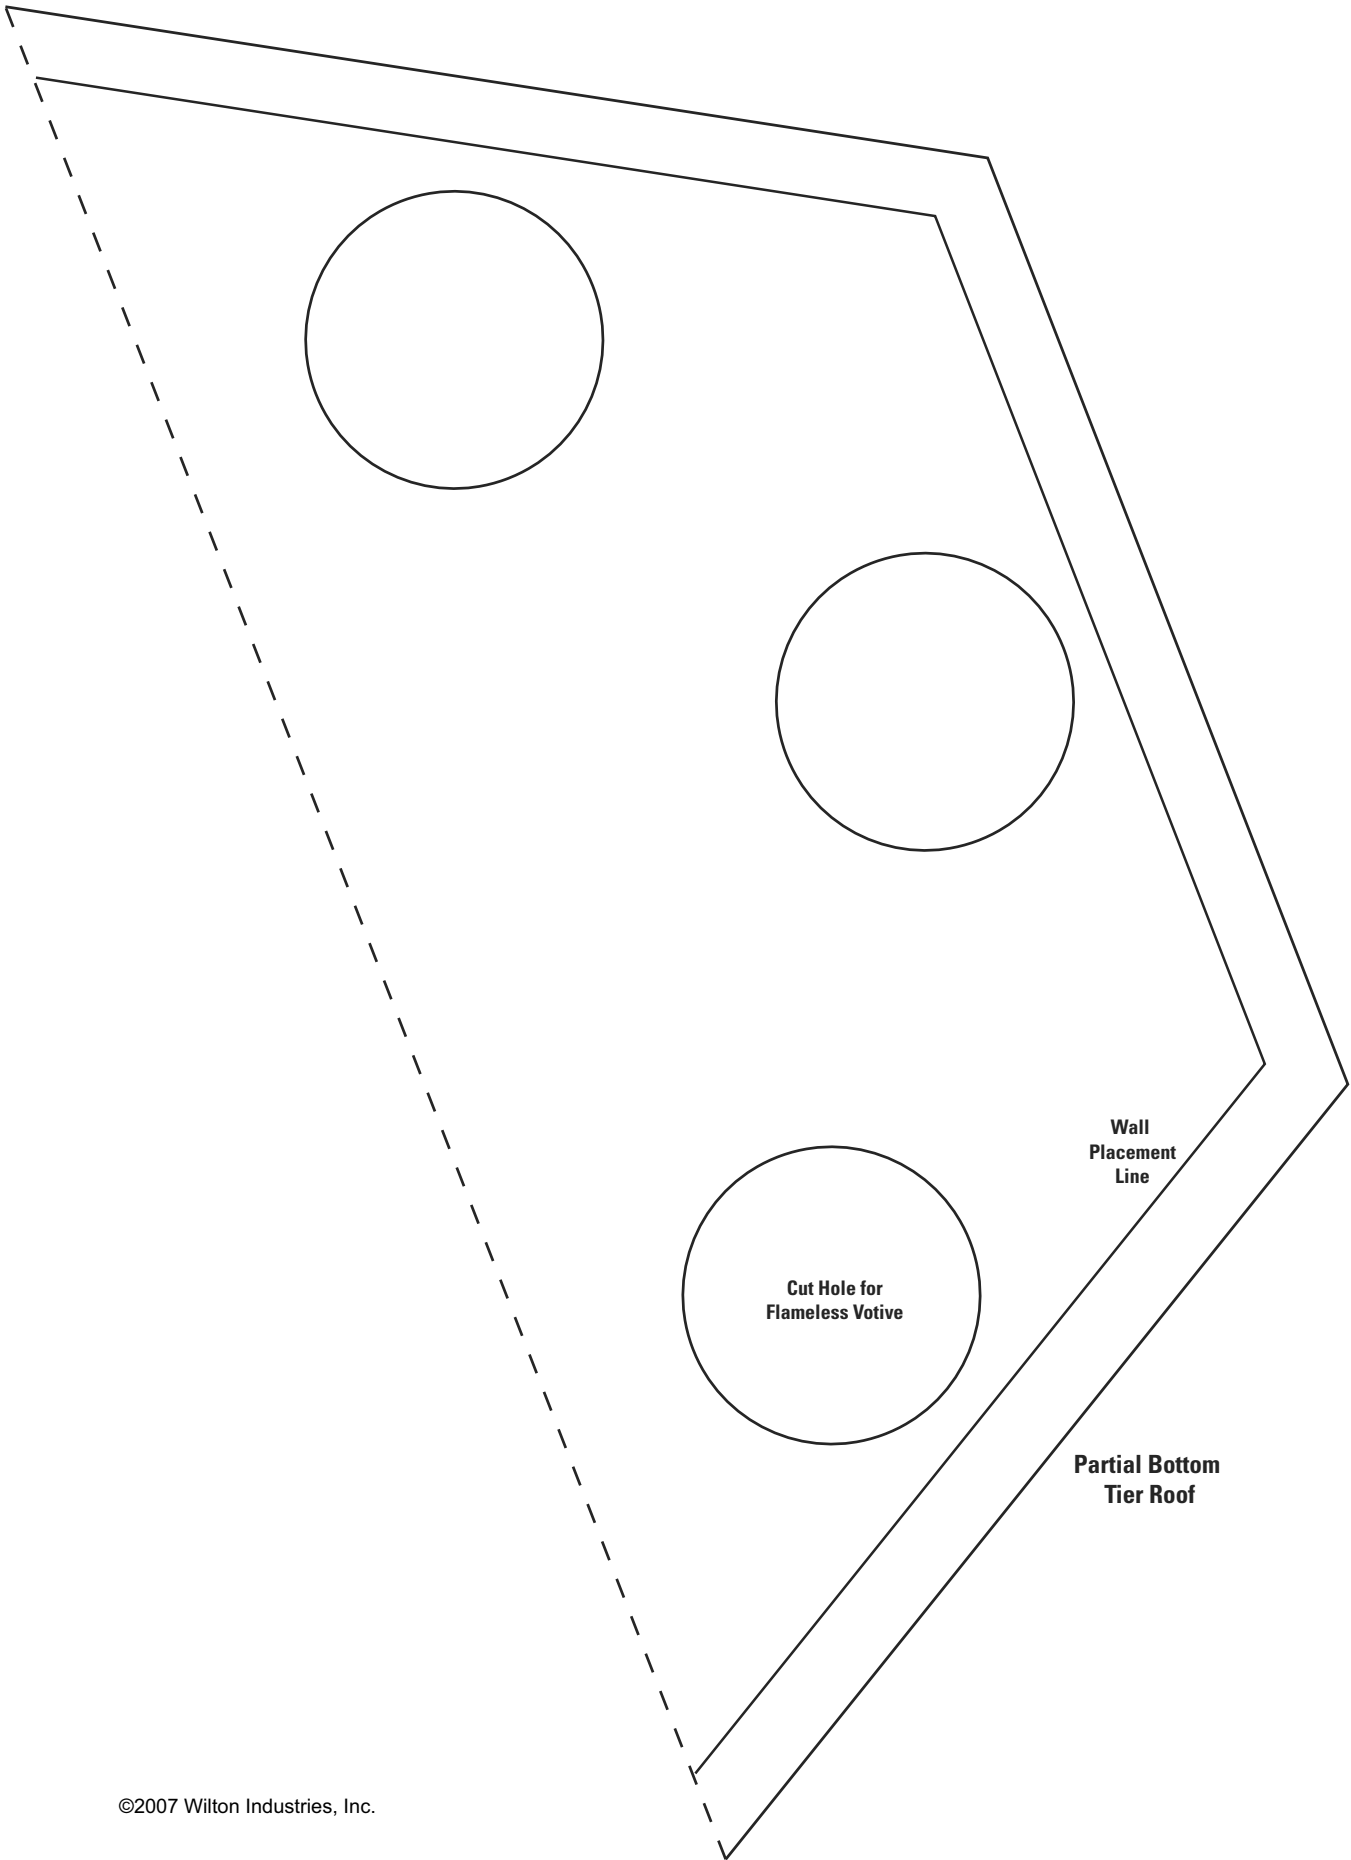 Wall
Placement
Line
Cut Hole for
Flameless Votive
Partial Bottom
Tier Roof
©2007 Wilton Industries, Inc.